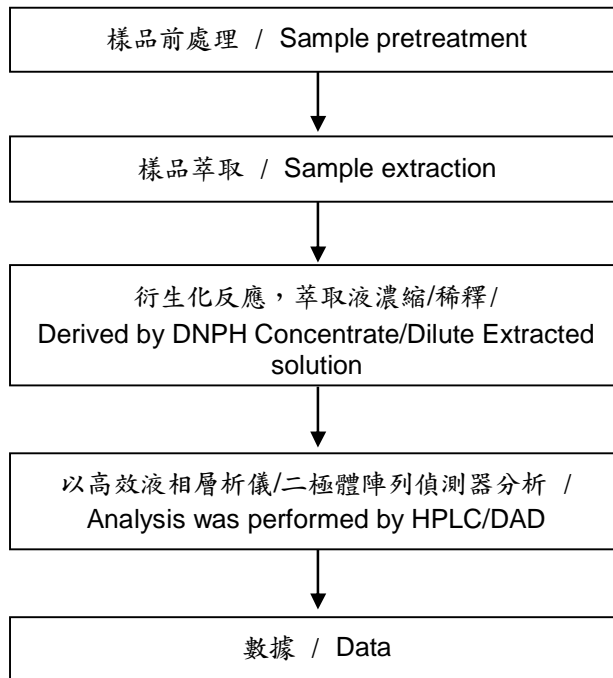 樣品前處理 / Sample pretreatment
樣品萃取 / Sample extraction
衍生化反應，萃取液濃縮/稀釋/
Derived by DNPH Concentrate/Dilute Extracted
solution
以高效液相層析儀/二極體陣列偵測器分析 /
Analysis was performed by HPLC/DAD
數據 / Data